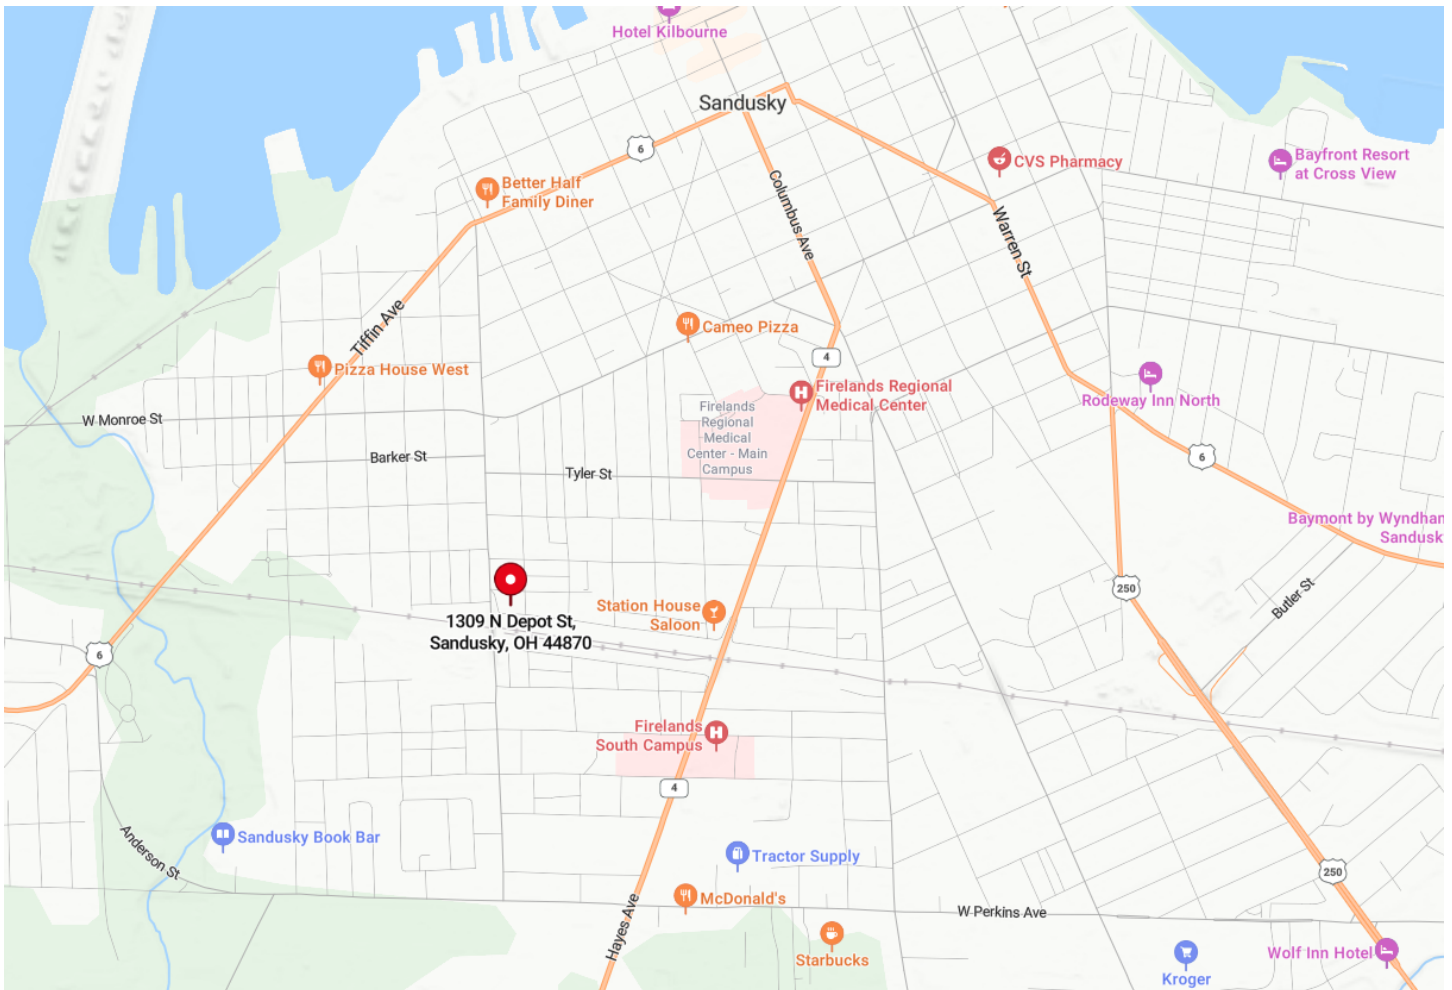 Hotel Kilbourne
Sandusky
6
CVS Pharmacy
Bayfront Resort
at Cross View
Better Half
Family Diner
Columbus Ave
Warren St
Tiffin Ave
Cameo Pizza
4
Pizza House West
Firelands Regional
Medical Center
Rodeway Inn North
Firelands
Regional
Medical
Center - Main
Campus
W Monroe St
Barker St
Tyler St
6
Baymont by Wyndham
Sandusk
250
Butler St
Station House
Saloon
1309 N Depot St,
Sandusky, OH 44870
6
Firelands
South Campus
4
Sandusky Book Bar
Anderson St
Tractor Supply
250
McDonald's
Hayes Ave
W Perkins Ave
Starbucks
Kroger
Wolf Inn Hotel